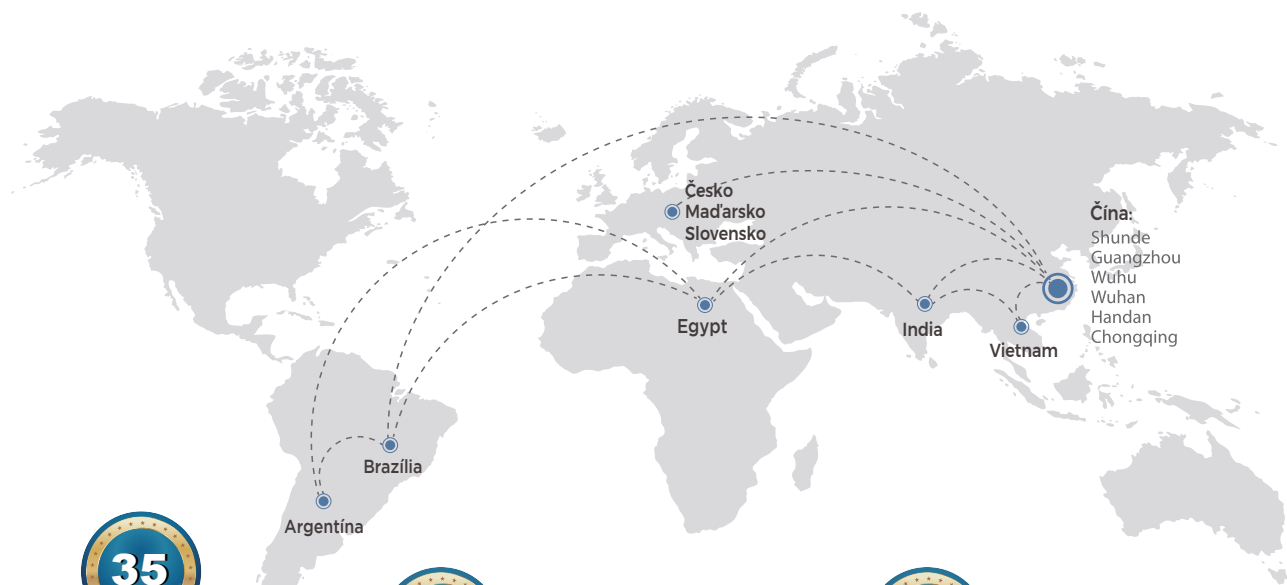 Česko
Maďarsko
Slovensko
Čína:
Shunde
Guangzhou
Wuhu
Wuhan
Handan
Chongqing
Egypt
India
Vietnam
Brazília
Argentína
35